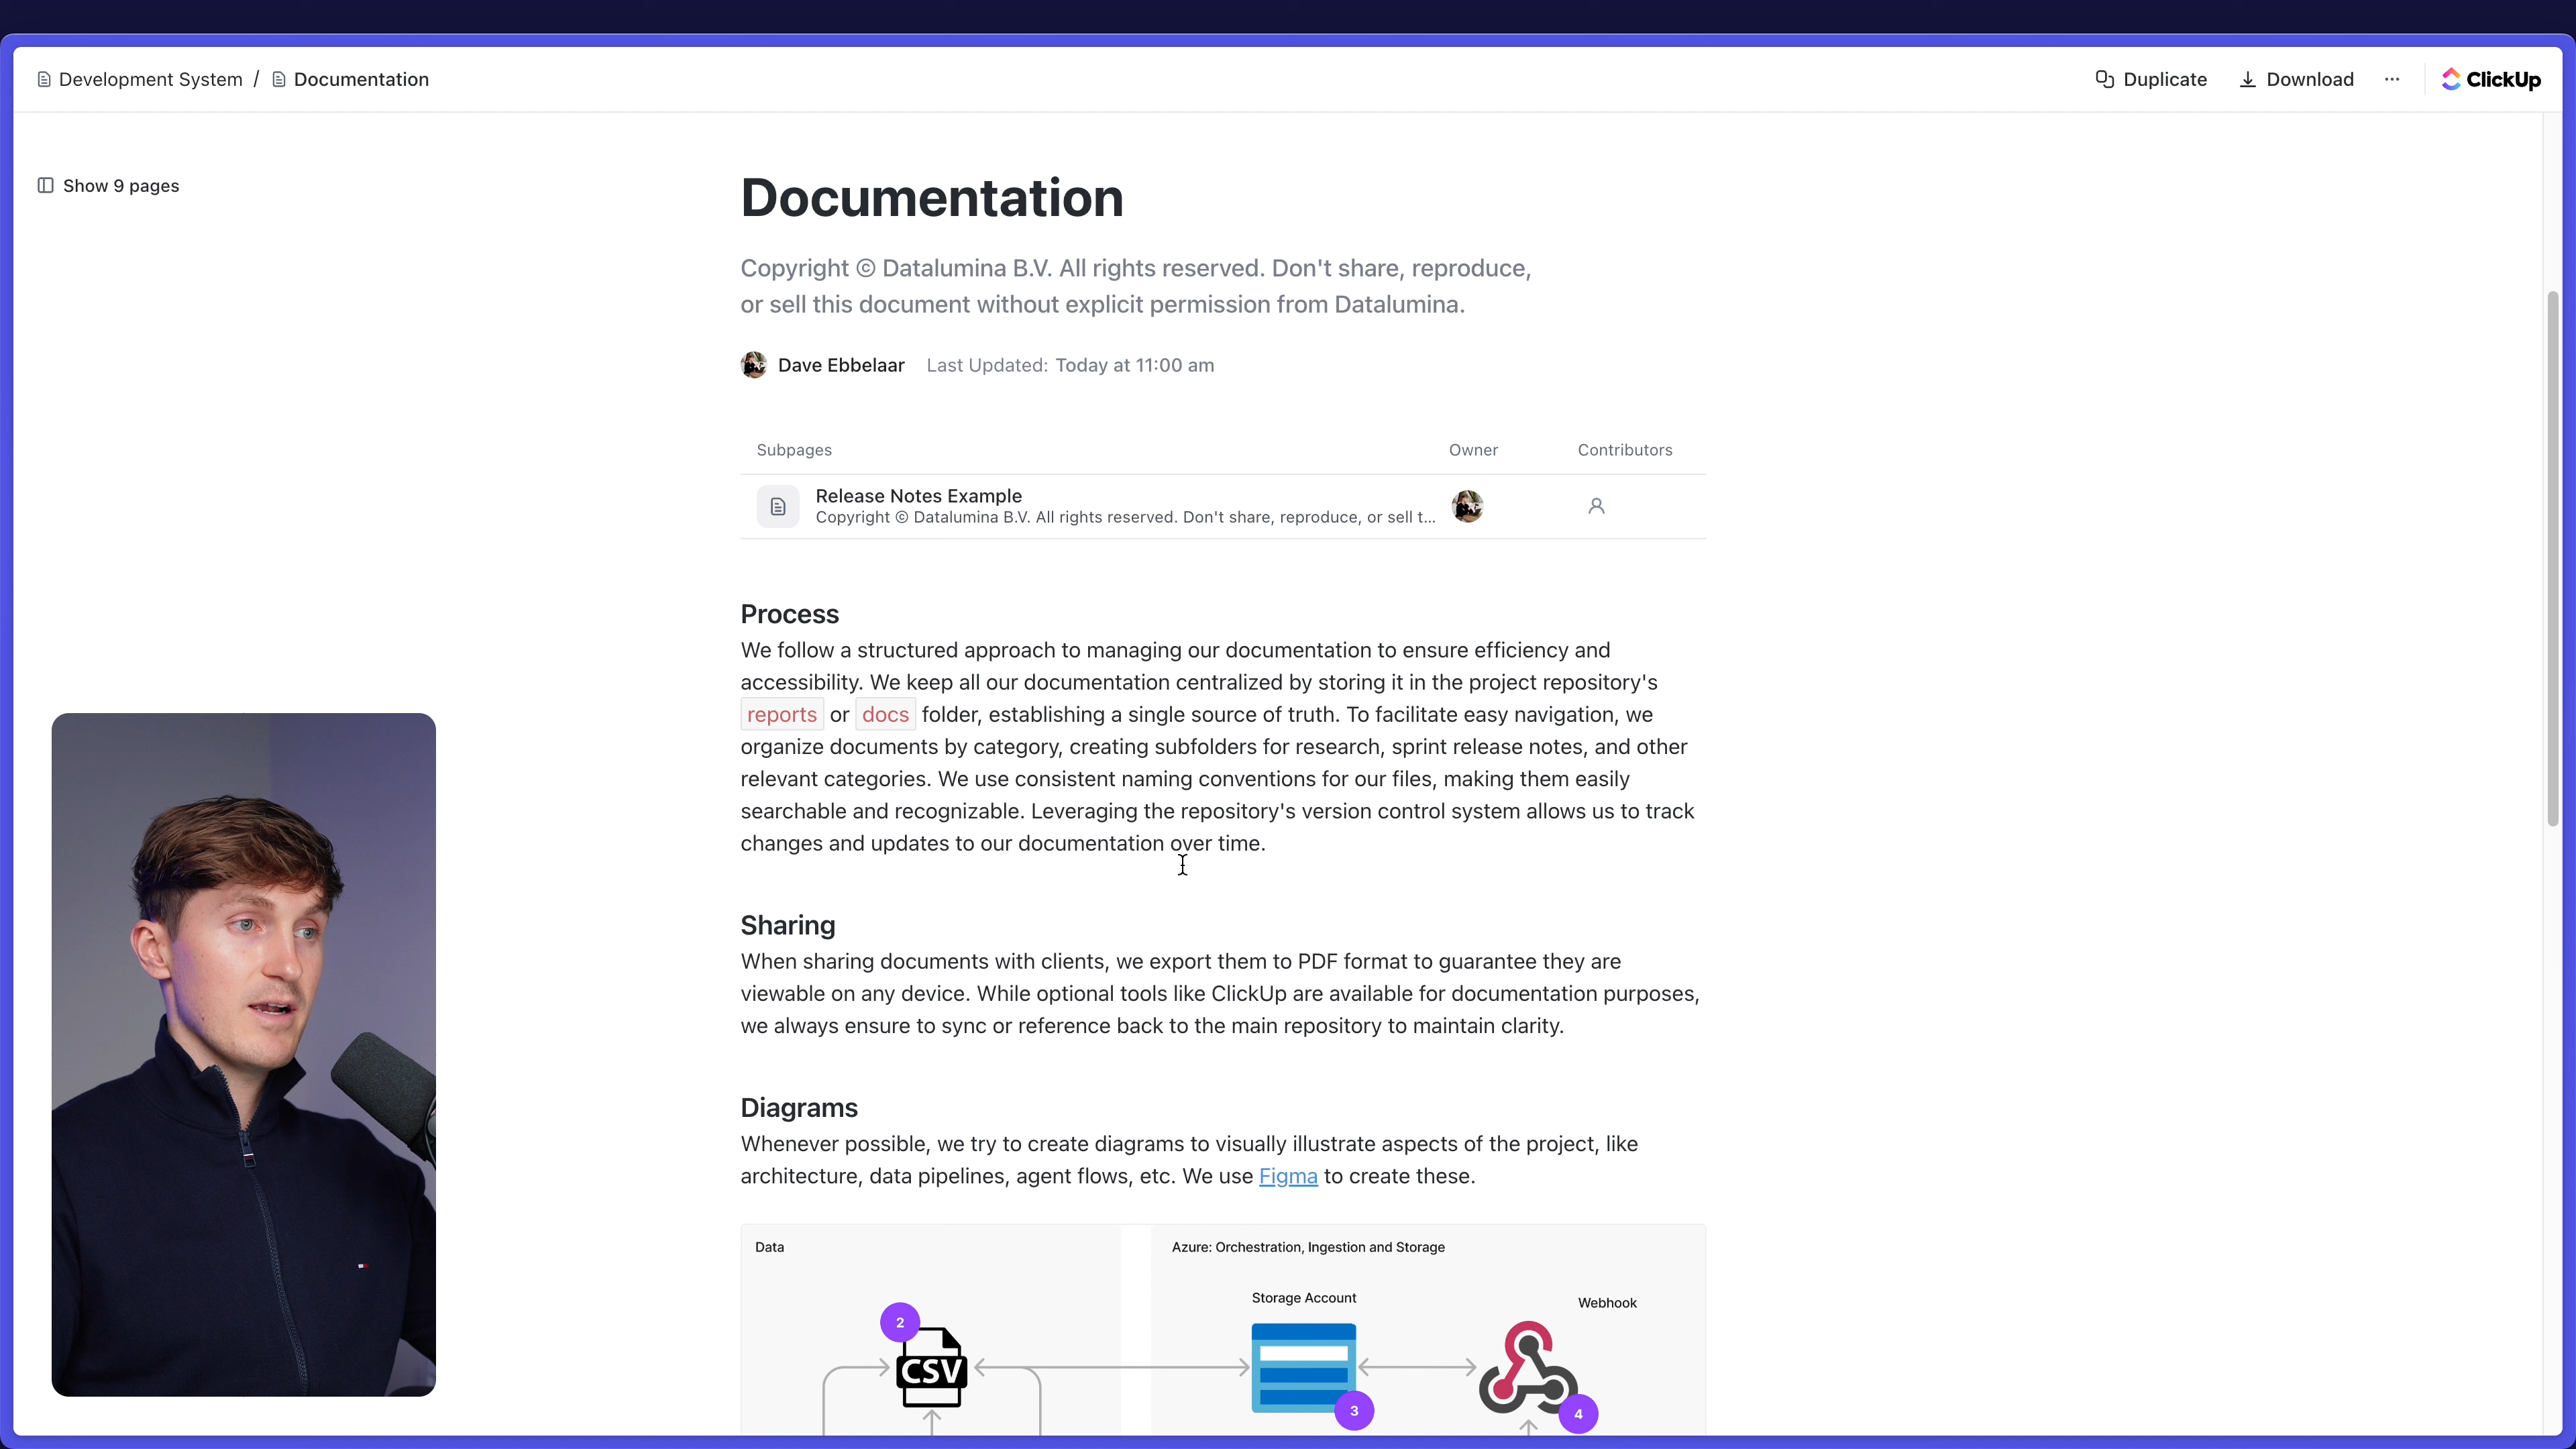 Development System / Documentation
Duplicate
Download
ClickUp
Show 9 pages
Documentation
Copyright © Datalumina B.V. All rights reserved. Don't share, reproduce,
or sell this document without explicit permission from Datalumina.
Dave Ebbelaar Last Updated: Today at 11:00 am
Subpages Owner Contributors
Release Notes Example
Copyright © Datalumina B.V. All rights reserved. Don't share, reproduce, or sell t...
Process
We follow a structured approach to managing our documentation to ensure efficiency and
accessibility. We keep all our documentation centralized by storing it in the project repository's
reports or docs folder, establishing a single source of truth. To facilitate easy navigation, we
organize documents by category, creating subfolders for research, sprint release notes, and other
relevant categories. We use consistent naming conventions for our files, making them easily
searchable and recognizable. Leveraging the repository's version control system allows us to track
changes and updates to our documentation over time.
Sharing
When sharing documents with clients, we export them to PDF format to guarantee they are
viewable on any device. While optional tools like ClickUp are available for documentation purposes,
we always ensure to sync or reference back to the main repository to maintain clarity.
Diagrams
Whenever possible, we try to create diagrams to visually illustrate aspects of the project, like
architecture, data pipelines, agent flows, etc. We use Figma to create these.
Data
Azure: Orchestration, Ingestion and Storage
Storage Account
Webhook
2
CSV
3
4